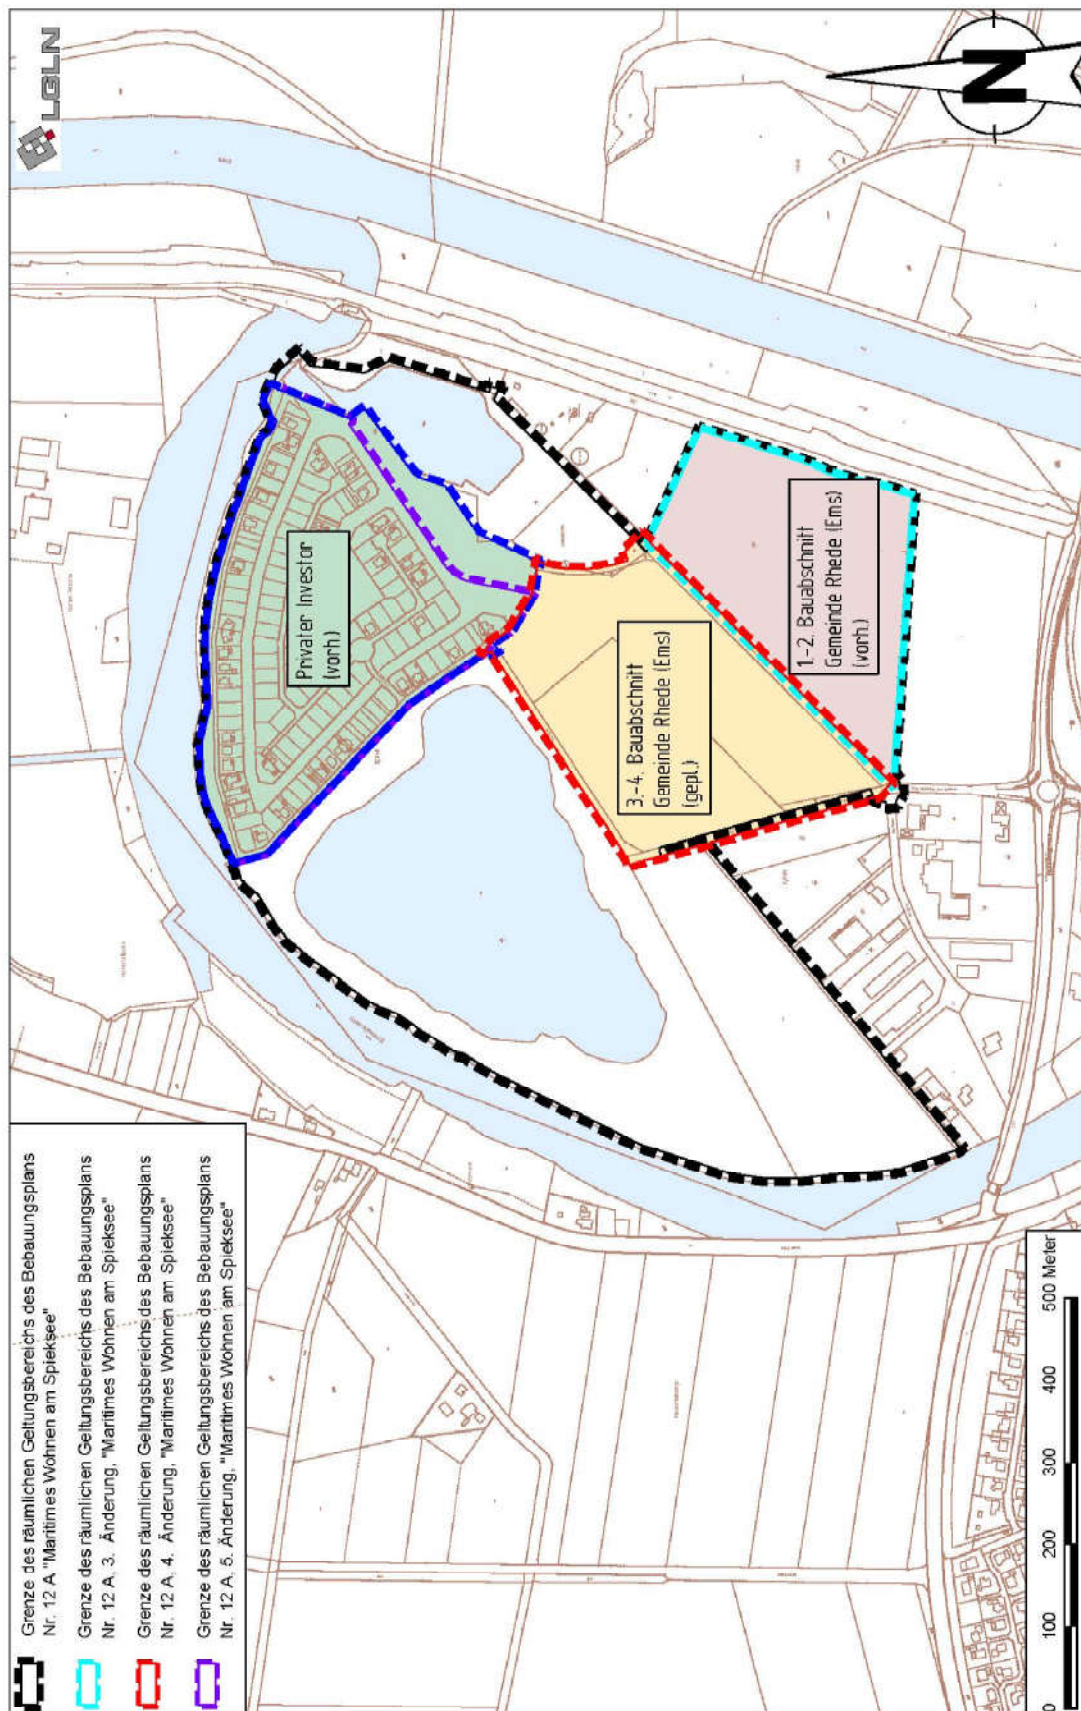 LGLN
N
Grenze des räumlichen Geltungsbereichs des Bebauungsplans
Nr. 12 A "Maritimes Wohnen am Spieksee"
Grenze des räumlichen Geltungsbereichs des Bebauungsplans
Nr. 12 A, 3. Änderung, "Maritimes Wohnen am Spieksee"
Grenze des räumlichen Geltungsbereichs des Bebauungsplans
Nr. 12 A, 4. Änderung, "Maritimes Wohnen am Spieksee"
Grenze des räumlichen Geltungsbereichs des Bebauungsplans
Nr. 12 A, 5. Änderung, "Maritimes Wohnen am Spieksee"
Privater Investor
(vorh.)
3.-4. Bauabschnitt
Gemeinde Rhede (Ems)
(gepl.)
1-2. Bauabschnitt
Gemeinde Rhede (Ems)
(vorh.)
0 100 200 300 400 500 Meter